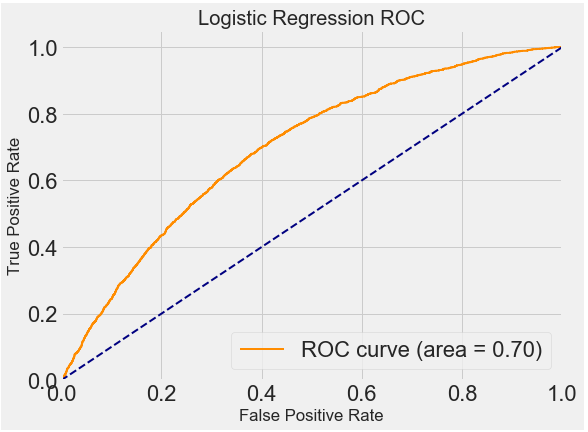 Logistic Regression ROC
1.0
0.8
0.6
0.4
0.2
0.0
True Positive Rate
ROC curve (area = 0.70)
0.0 0.2 0.4 0.6 0.8 1.0
False Positive Rate